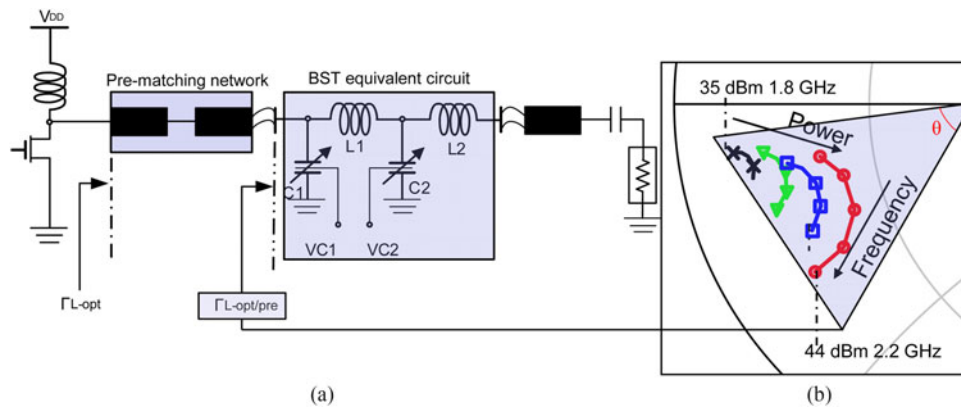 VDD
Pre-matching network
BST equivalent circuit
L1
L2
C1
C2
VC1
VC2
ΓL-opt
ΓL-opt/pre
(a)
35 dBm 1.8 GHz
Power
θ
Frequency
44 dBm 2.2 GHz
(b)